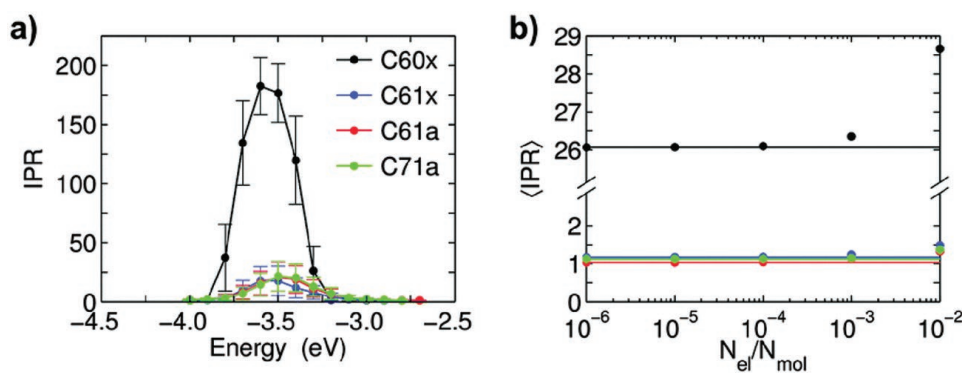 a)
200
150
100
50
0
IPR
−4.5
−4.0
−3.5
−3.0
−2.5
Energy (eV)
C60x
C61x
C61a
C71a
b)
29
28
27
26
2
1
0
⟨IPR⟩
10⁻⁶
10⁻⁵
10⁻⁴
10⁻³
10⁻²
N_el/N_mol